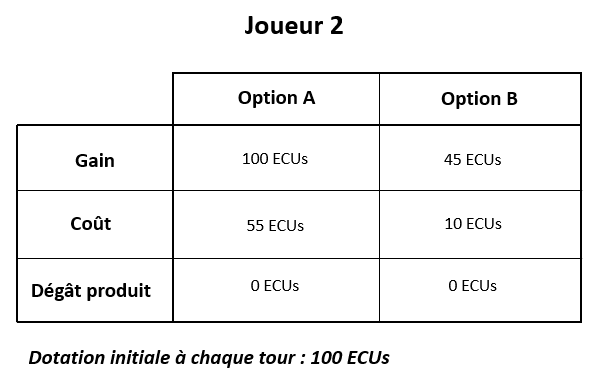 Joueur 2
Option A Option B
Gain 100 ECUs 45 ECUs
Coût 55 ECUs 10 ECUs
Dégât produit 0 ECUs 0 ECUs
Dotation initiale à chaque tour : 100 ECUs